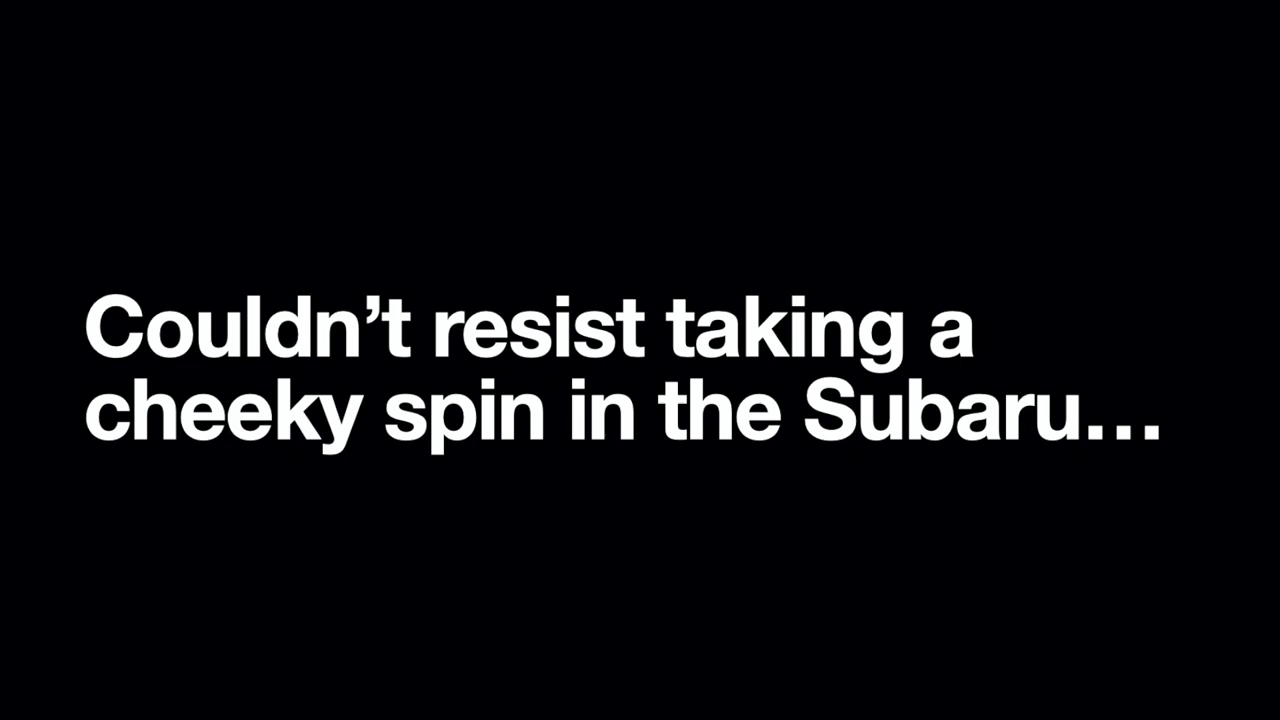 Couldn’t resist taking a
cheeky spin in the Subaru…